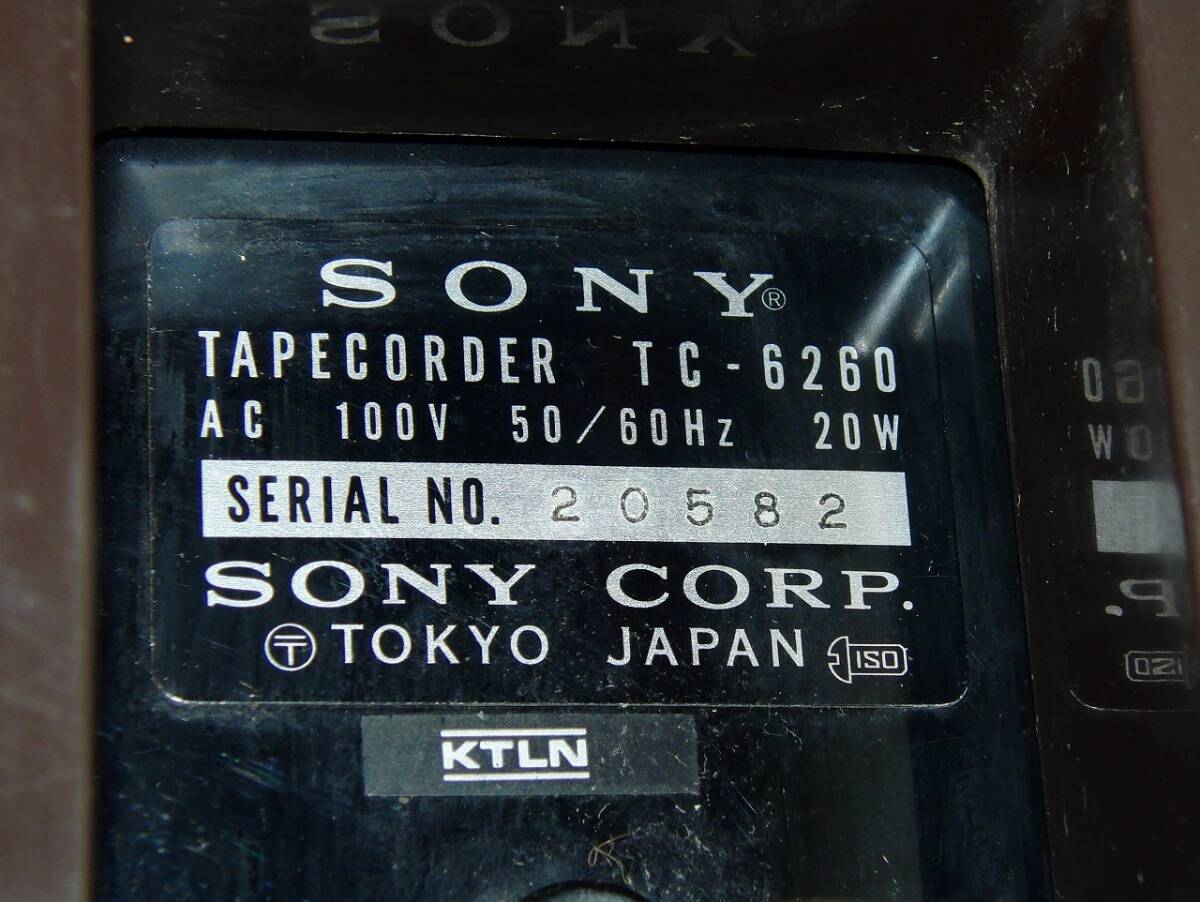 SONY®
TAPECORDER TC-6260
AC 100V 50/60Hz 20W
SERIAL NO. 20582
SONY CORP.
〒 TOKYO JAPAN ISO
KTLN